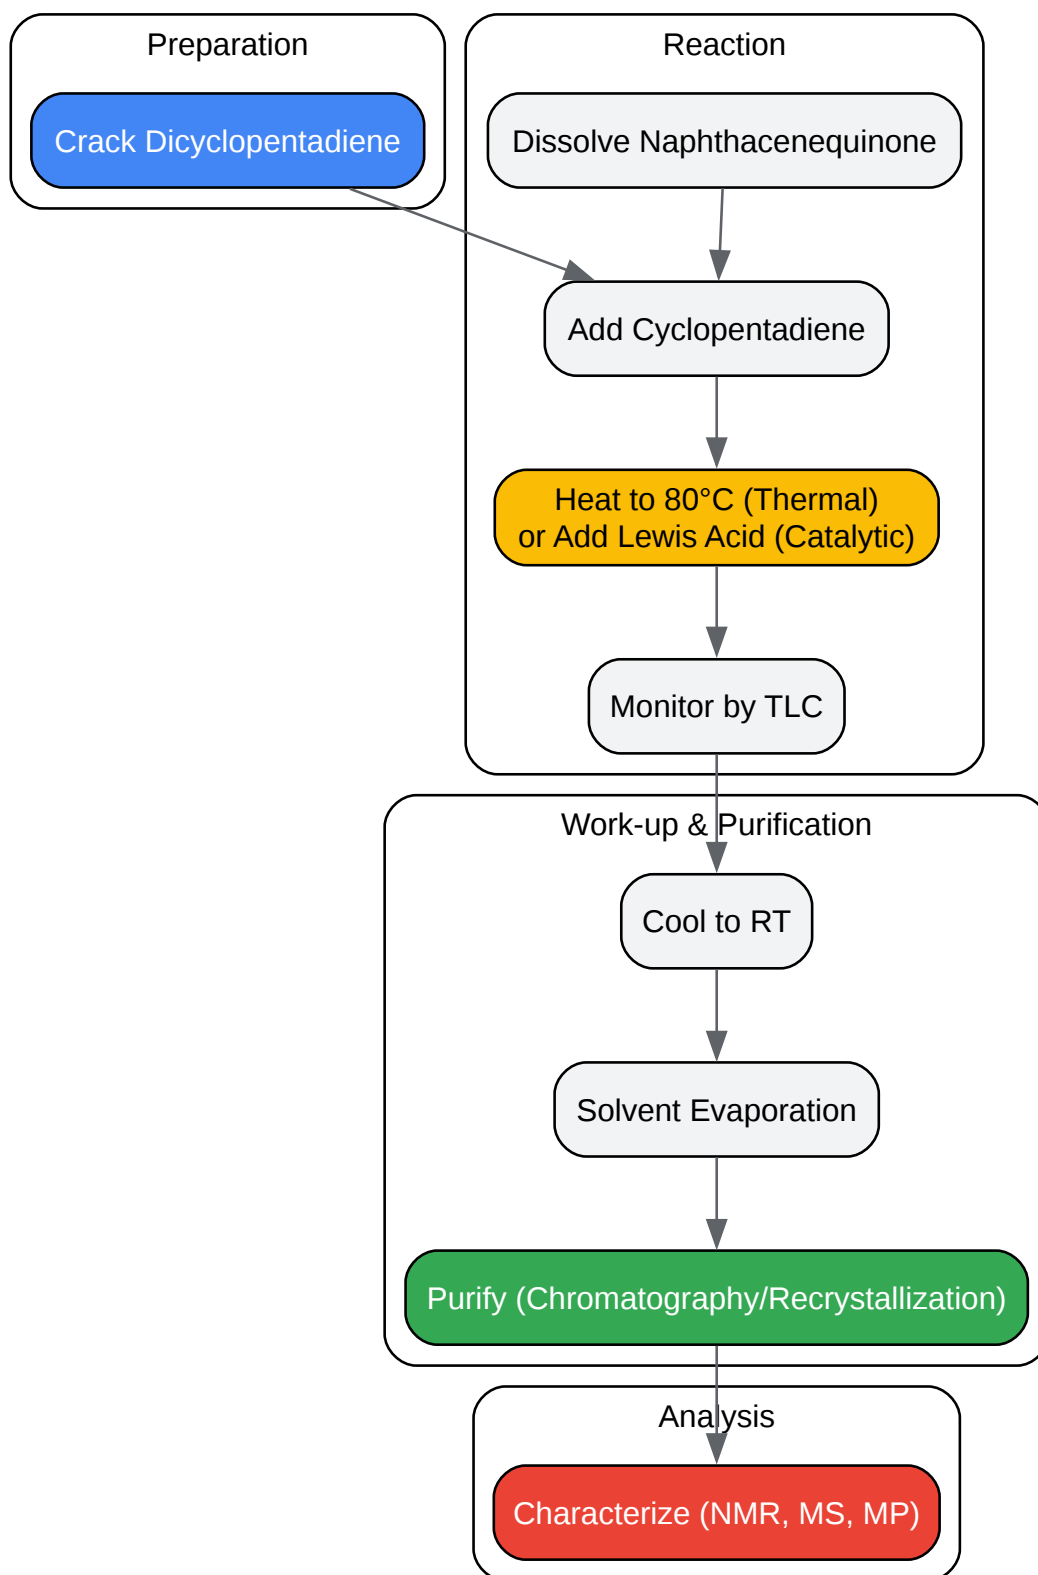 Preparation
Crack Dicyclopentadiene
Reaction
Dissolve Naphthacenequinone
Add Cyclopentadiene
Heat to 80°C (Thermal)
or Add Lewis Acid (Catalytic)
Monitor by TLC
Work-up & Purification
Cool to RT
Solvent Evaporation
Purify (Chromatography/Recrystallization)
Analysis
Characterize (NMR, MS, MP)